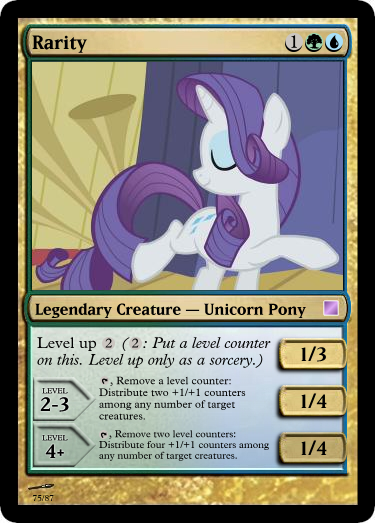 Rarity 1
Legendary Creature — Unicorn Pony
Level up 2 (2: Put a level counter
on this. Level up only as a sorcery.)
1/3
LEVEL
2-3
, Remove a level counter:
Distribute two +1/+1 counters
among any number of target
creatures.
1/4
LEVEL
4+
, Remove two level counters:
Distribute four +1/+1 counters among
any number of target creatures.
1/4
75/87